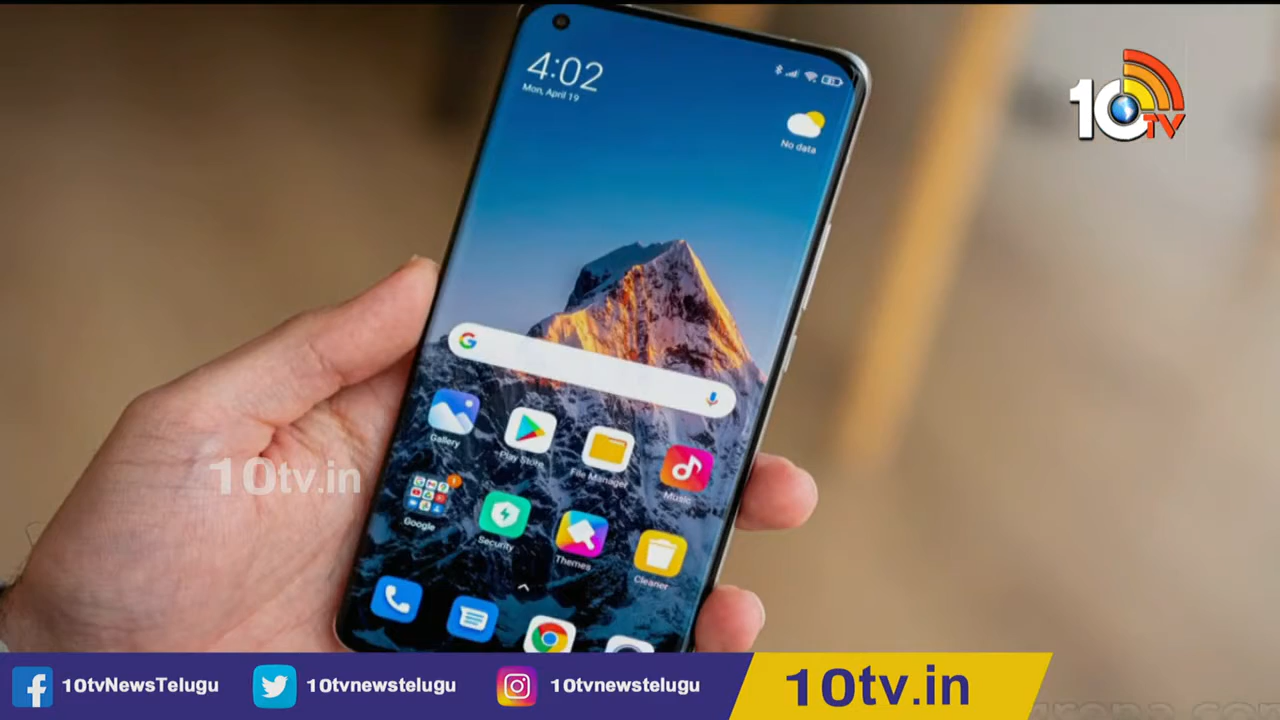 4:02
Mon, April 19
No data
10TV
Gallery
Play Store
File Manager
Music
Google
Security
Themes
Cleaner
10tv.in
10tvNewsTelugu
10tvnewstelugu
10tvnewstelugu
10tv.in